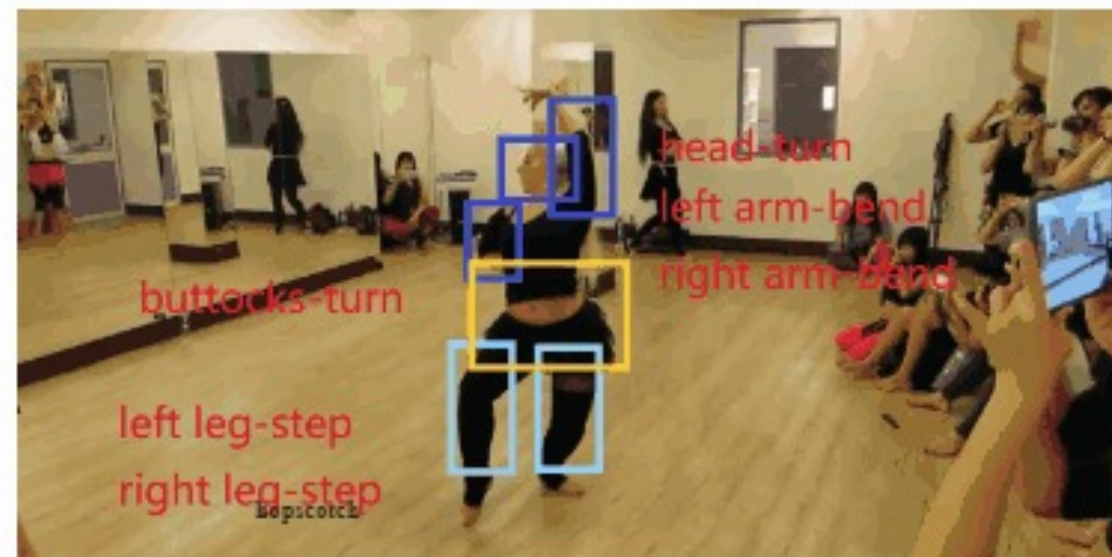 head-turn
left arm-bend
right arm-bend
buttocks-turn
left leg-step
right leg-step
hopscotch